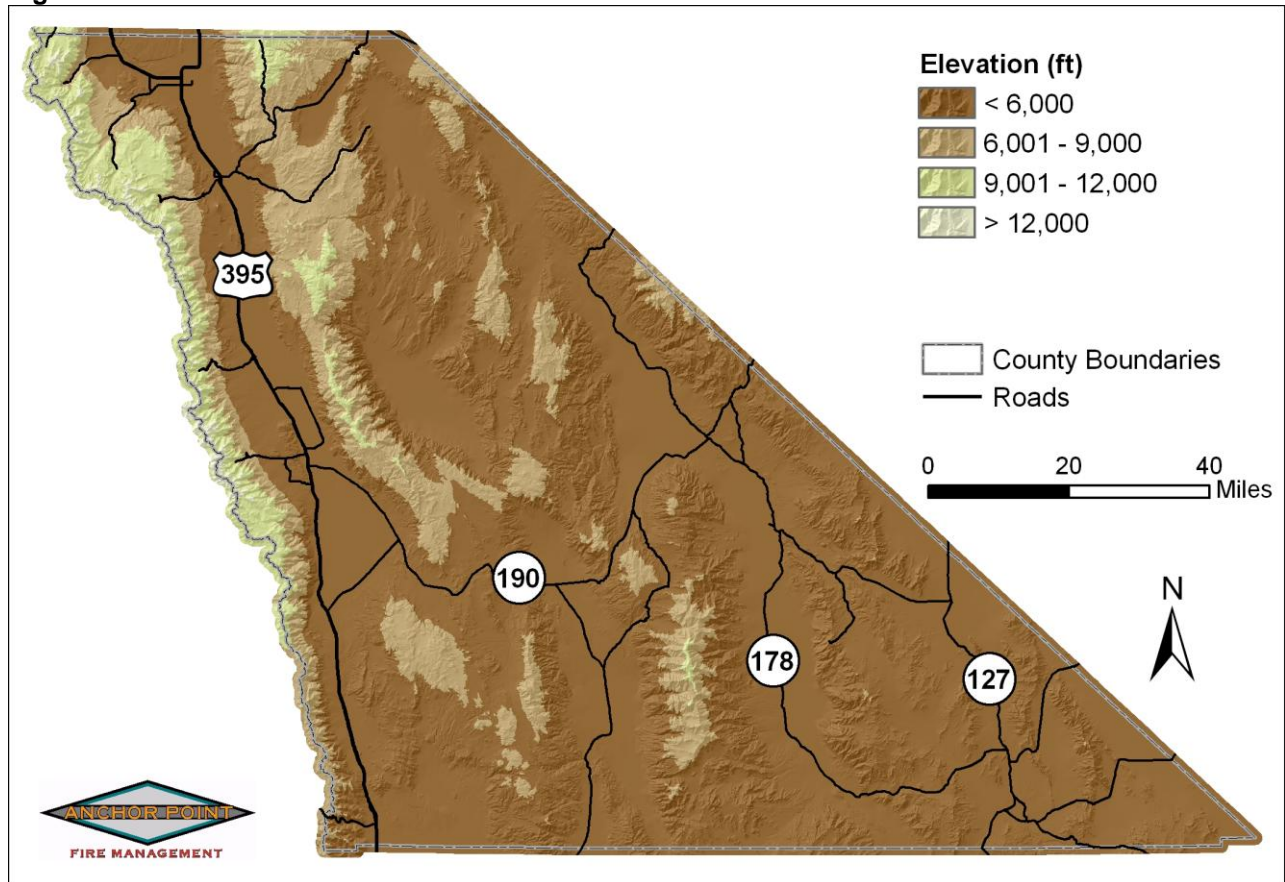 Elevation (ft)
< 6,000
6,001 - 9,000
9,001 - 12,000
> 12,000
395
County Boundaries
Roads
0 20 40
Miles
190
N
178
127
ANCHOR POINT
FIRE MANAGEMENT